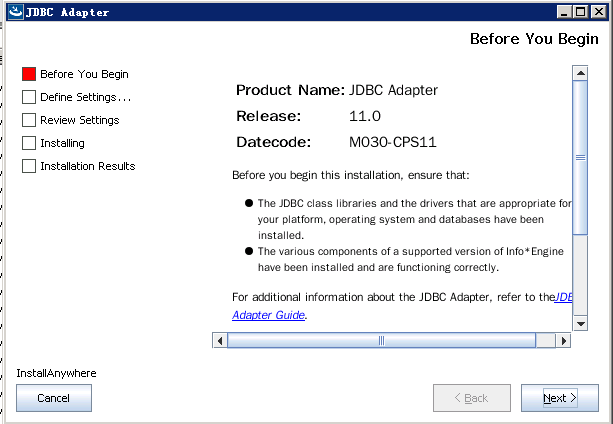 JDBC Adapter
Before You Begin
Before You Begin
Define Settings...
Review Settings
Installing
Installation Results
Product Name: JDBC Adapter
Release: 11.0
Datecode: M030-CPS11
Before you begin this installation, ensure that:
● The JDBC class libraries and the drivers that are appropriate for
your platform, operating system and databases have been
installed.
● The various components of a supported version of Info*Engine
have been installed and are functioning correctly.
For additional information about the JDBC Adapter, refer to the
Adapter Guide.
InstallAnywhere
Cancel
< Back
Next >